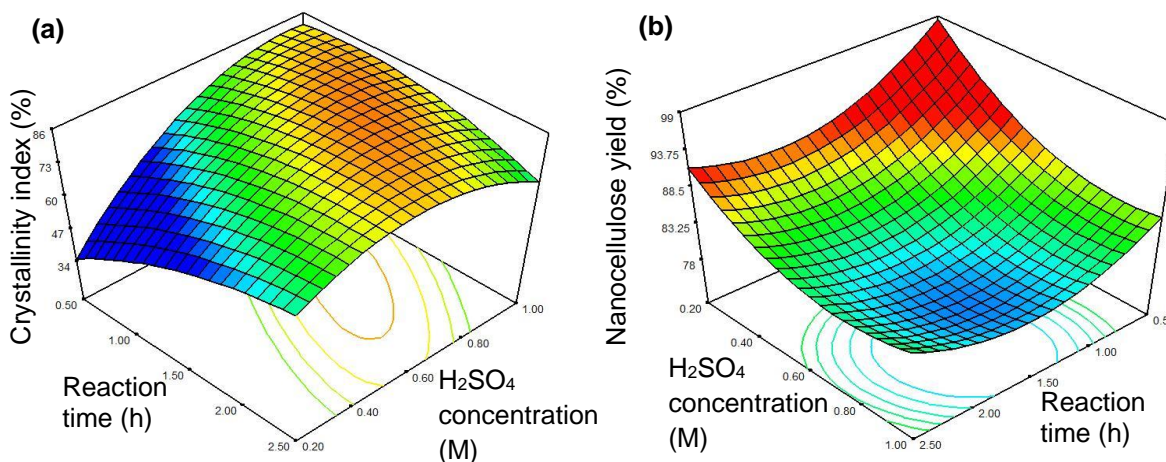 (a)
Crystallinity index (%)
86
73
60
47
34
0.50
1.00
1.50
2.00
2.50
Reaction
time (h)
0.20
0.40
0.60
0.80
1.00
H₂SO₄
concentration
(M)
(b)
Nanocellulose yield (%)
99
93.75
88.5
83.25
78
0.20
0.40
0.60
0.80
1.00
H₂SO₄
concentration
(M)
2.50
2.00
1.50
1.00
0.5
Reaction
time (h)